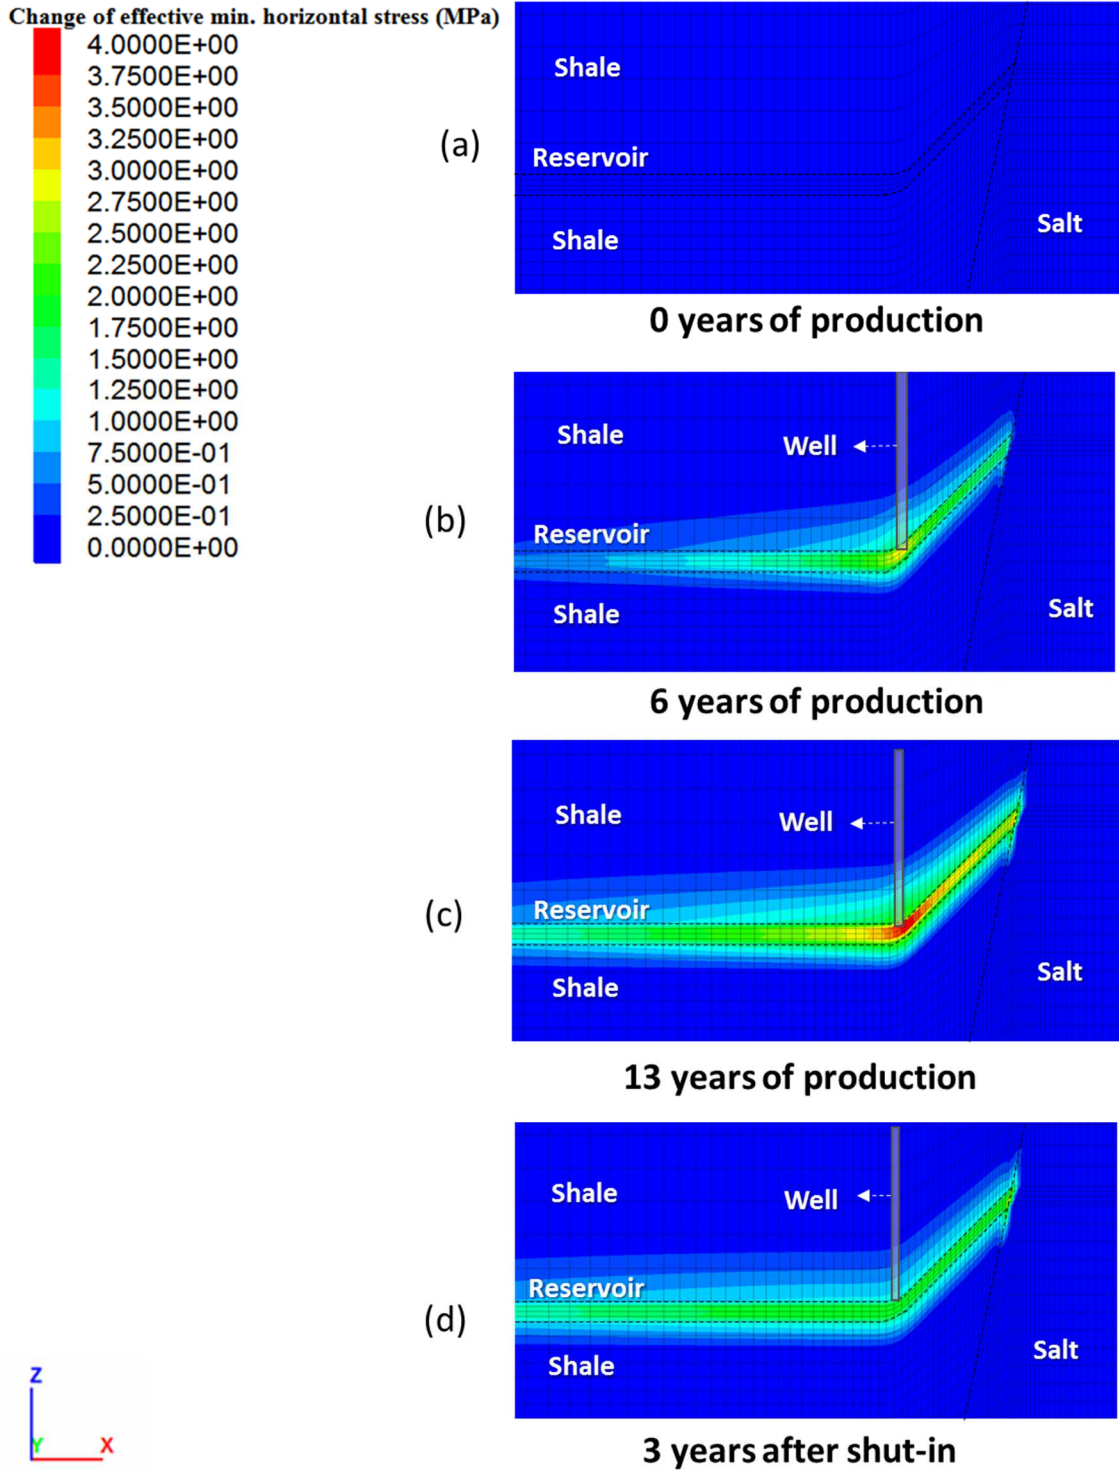 Change of effective min. horizontal stress (MPa)
4.0000E+00
3.7500E+00
3.5000E+00
3.2500E+00
3.0000E+00
2.7500E+00
2.5000E+00
2.2500E+00
2.0000E+00
1.7500E+00
1.5000E+00
1.2500E+00
1.0000E+00
7.5000E-01
5.0000E-01
2.5000E-01
0.0000E+00
(a)
Shale
Reservoir
Shale
Salt
0 years of production
(b)
Shale
Well
Reservoir
Shale
Salt
6 years of production
(c)
Shale
Well
Reservoir
Shale
Salt
13 years of production
(d)
Shale
Well
Reservoir
Shale
Salt
3 years after shut-in
Z
Y
X